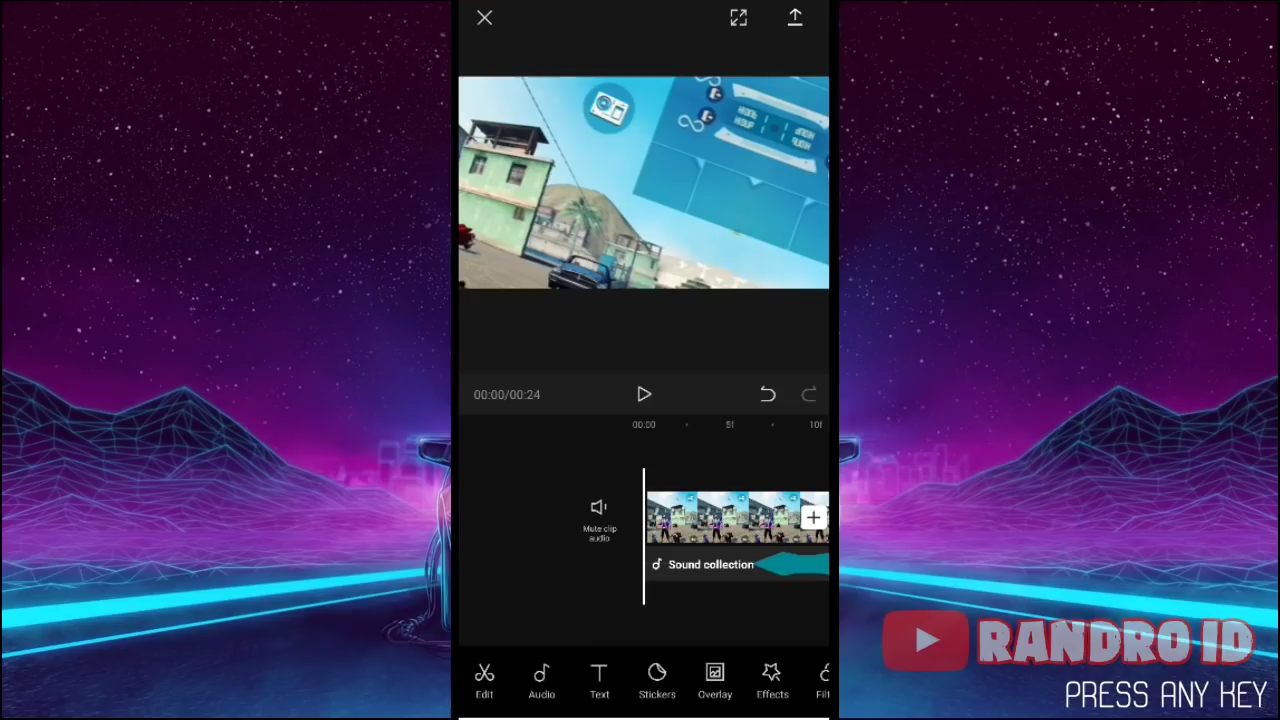 00:00/00:24
00:00
5f
10f
Mute clip
audio
Sound collection
Edit
Audio
Text
Stickers
Overlay
Effects
Filt
RANDRO ID
PRESS ANY KEY